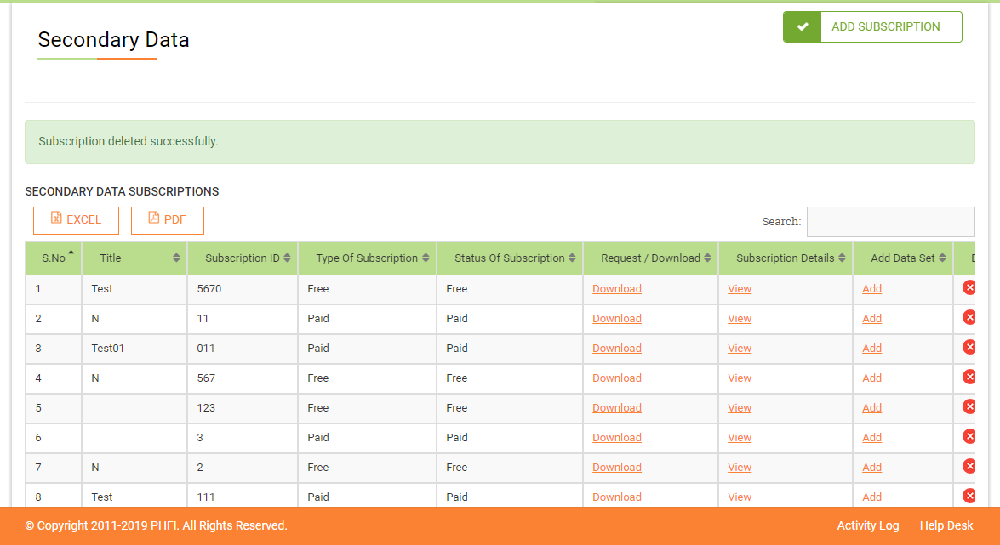 Secondary Data
ADD SUBSCRIPTION
Subscription deleted successfully.
SECONDARY DATA SUBSCRIPTIONS
EXCEL PDF Search:
S.No Title Subscription ID Type Of Subscription Status Of Subscription Request / Download Subscription Details Add Data Set
1 Test 5670 Free Free Download View Add
2 N 11 Paid Paid Download View Add
3 Test01 011 Paid Paid Download View Add
4 N 567 Free Free Download View Add
5 123 Free Free Download View Add
6 3 Paid Paid Download View Add
7 N 2 Free Free Download View Add
8 Test 111 Paid Paid Download View Add
© Copyright 2011-2019 PHFI. All Rights Reserved. Activity Log Help Desk